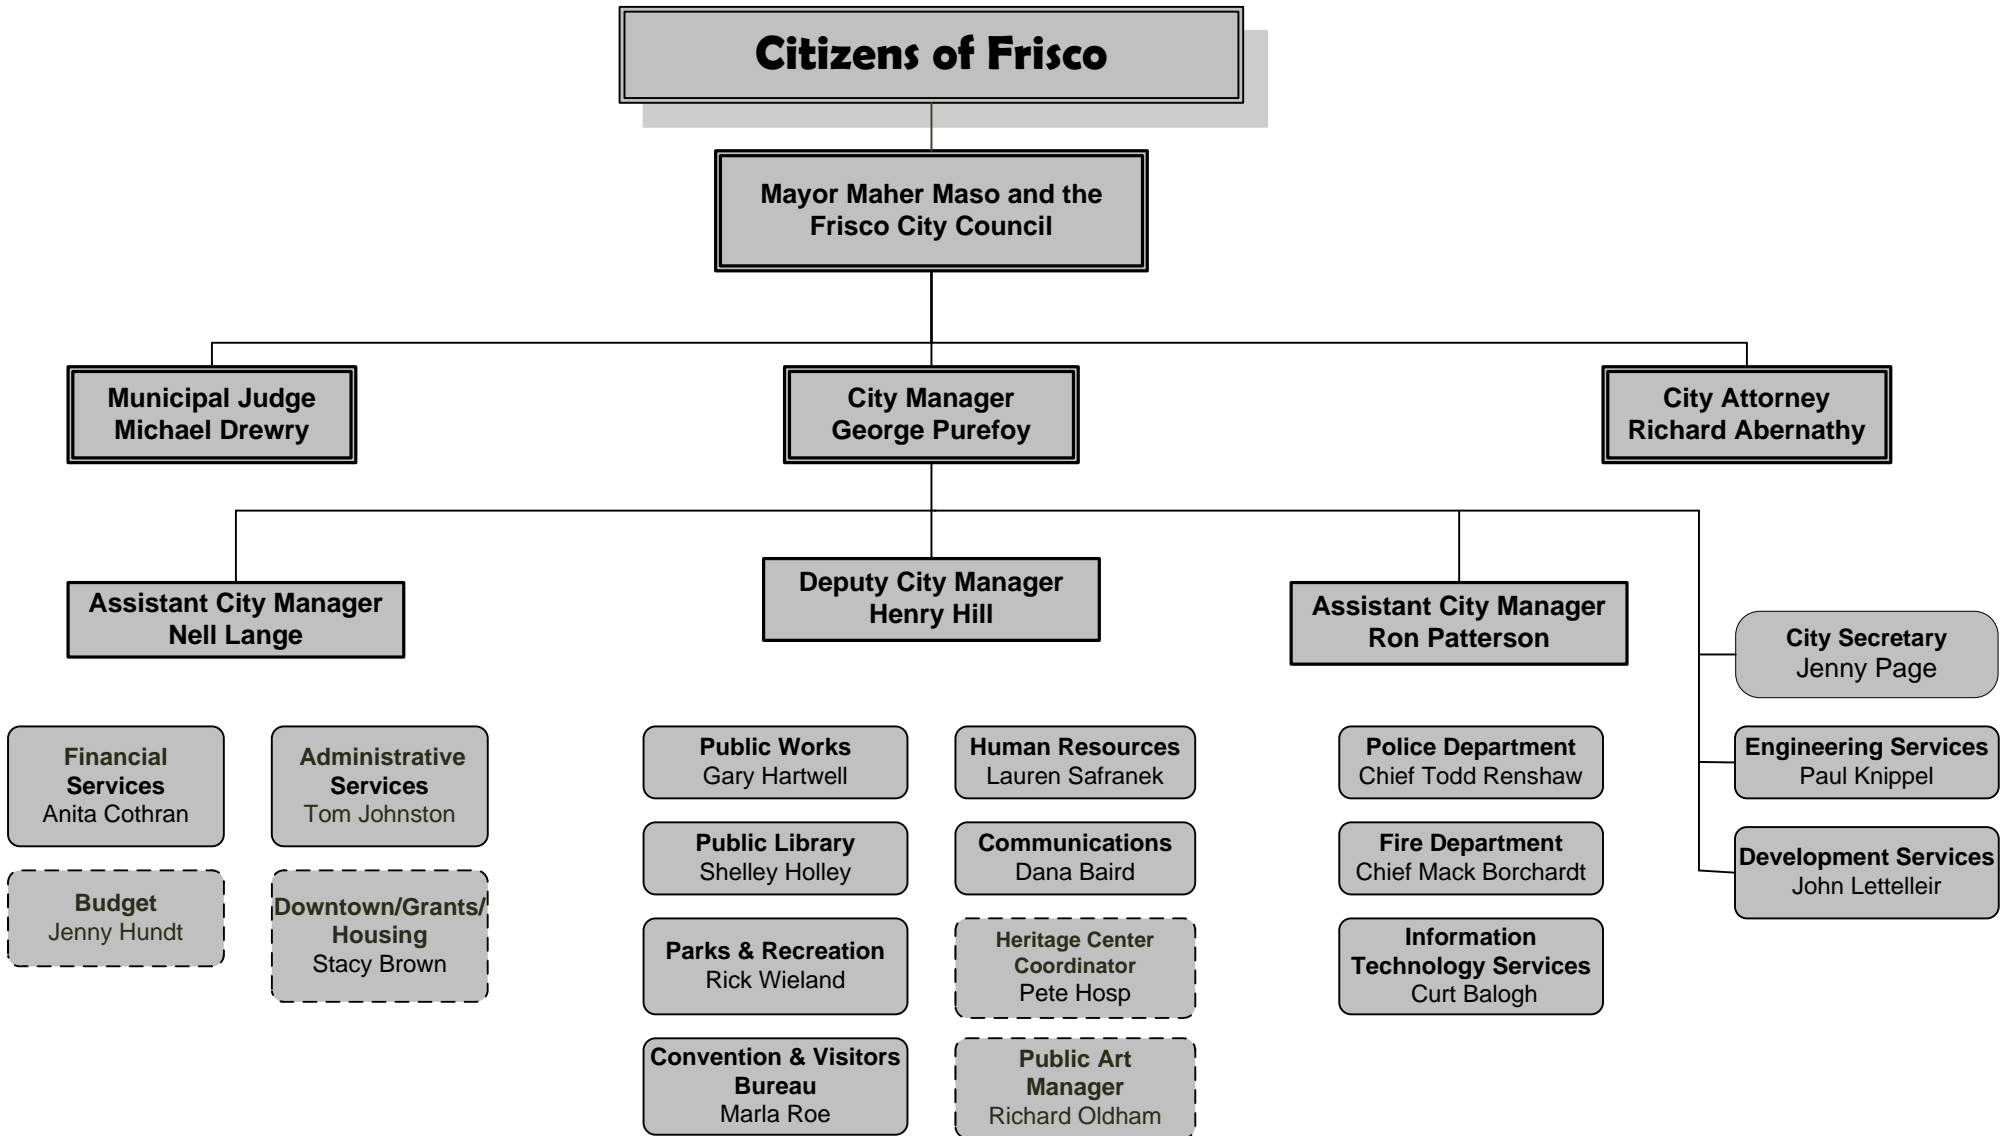 Citizens of Frisco
Mayor Maher Maso and the
Frisco City Council
Municipal Judge
Michael Drewry
City Manager
George Purefoy
City Attorney
Richard Abernathy
Assistant City Manager
Nell Lange
Deputy City Manager
Henry Hill
Assistant City Manager
Ron Patterson
City Secretary
Jenny Page
Financial
Services
Anita Cothran
Administrative
Services
Tom Johnston
Public Works
Gary Hartwell
Human Resources
Lauren Safranek
Police Department
Chief Todd Renshaw
Engineering Services
Paul Knippel
Public Library
Shelley Holley
Communications
Dana Baird
Fire Department
Chief Mack Borchardt
Development Services
John Lettelleir
Budget
Jenny Hundt
Downtown/Grants/
Housing
Stacy Brown
Parks & Recreation
Rick Wieland
Heritage Center
Coordinator
Pete Hosp
Information
Technology Services
Curt Balogh
Convention & Visitors
Bureau
Marla Roe
Public Art
Manager
Richard Oldham